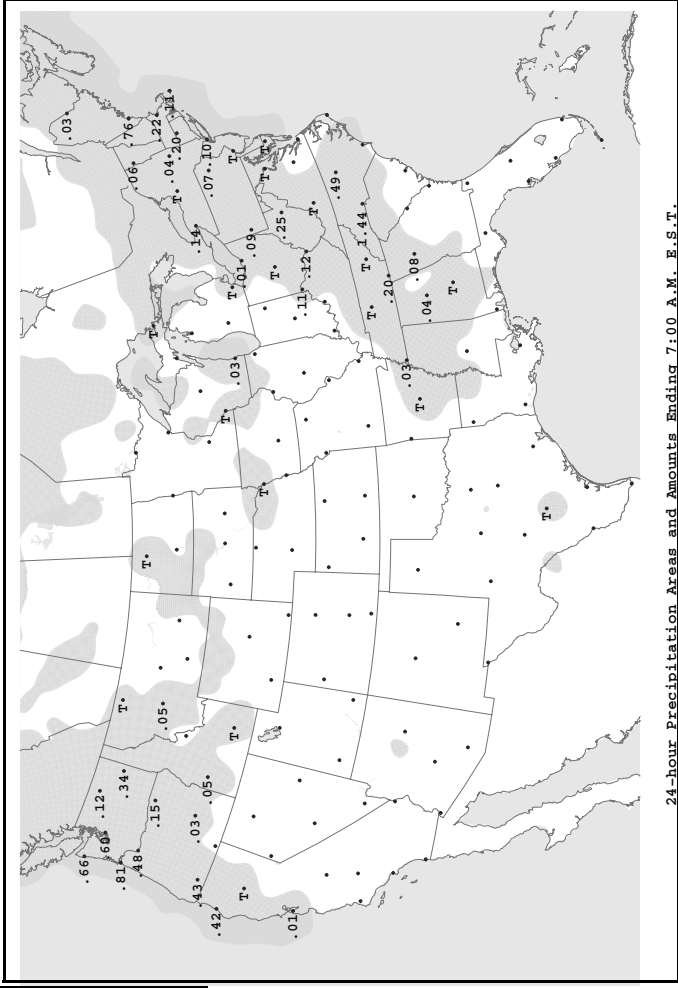 .03
.66
.12
.60
.81
.34
T
.76
.06
.48
T
T
.15
.22
.05
.04
.11
T
.20
.03
.14
.43
.10
.05
.07
.42
T
T
T
T
.03
.01
T
.09
T
T
T
T
.25
.01
.11
.12
T
.49
1.44
T
T
.20
.03
.08
T
.04
T
T
24-hour Precipitation Areas and Amounts Ending 7:00 A.M. E.S.T.